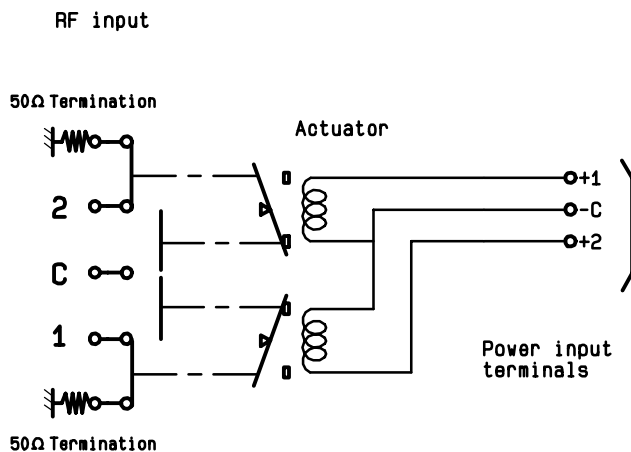 RF input
50Ω Termination
Actuator
+1
2
-C
+2
C
1
Power input
terminals
50Ω Termination